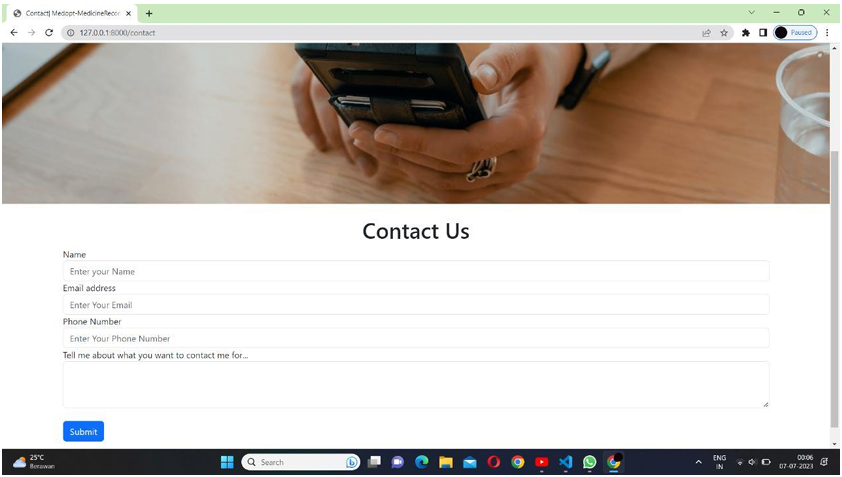 Contact| Medopt-MedicineRecor
127.0.0.1:8000/contact
Paused
Contact Us
Name
Enter your Name
Email address
Enter Your Email
Phone Number
Enter Your Phone Number
Tell me about what you want to contact me for...
Submit
25°C
Berawan
Search
ENG
IN
00:06
07-07-2023